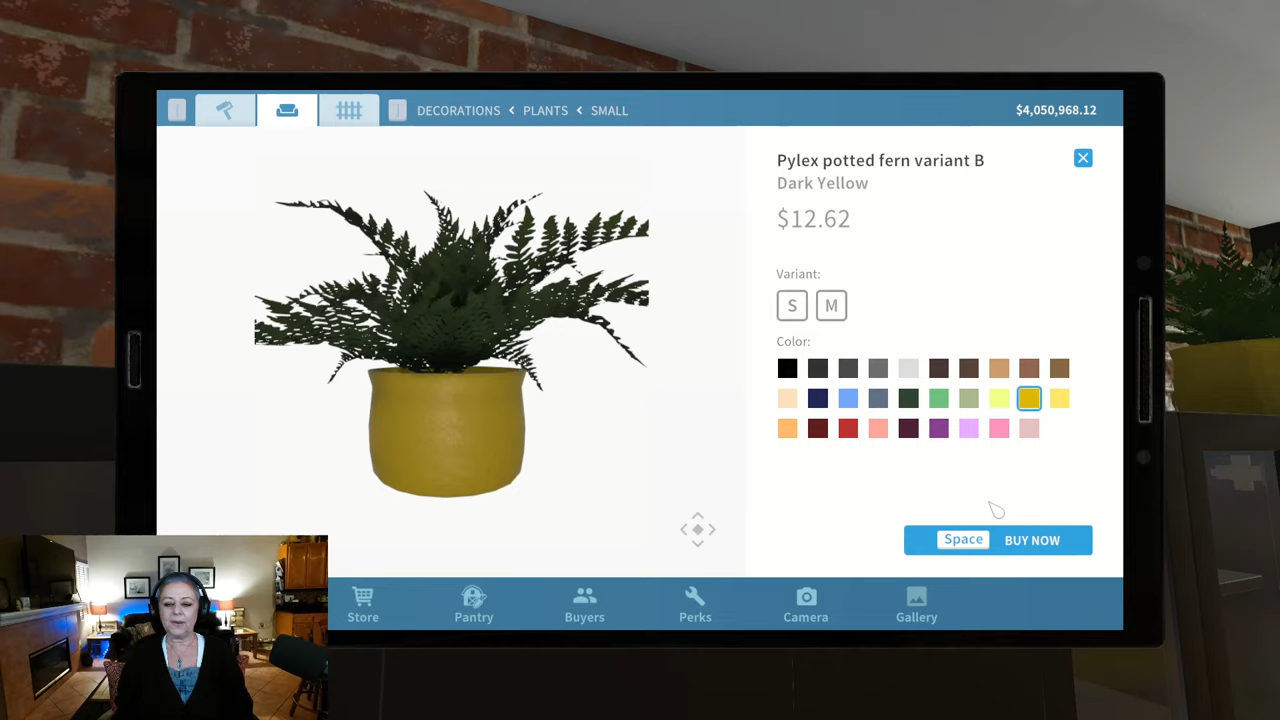 DECORATIONS < PLANTS < SMALL
$4,050,968.12
Pylex potted fern variant B
Dark Yellow
$12.62
Variant:
S M
Color:
Space BUY NOW
Store Pantry Buyers Perks Camera Gallery